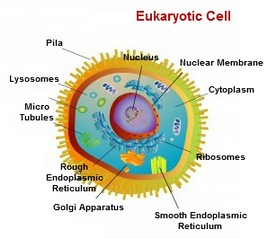 Eukaryotic Cell
Pila
Nucleus
Nuclear Membrane
Lysosomes
Cytoplasm
Micro
Tubules
Ribosomes
Rough
Endoplasmic
Reticulum
Golgi Apparatus
Smooth Endoplasmic
Reticulum